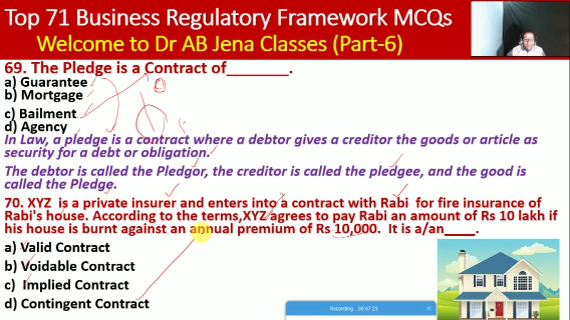 Top 71 Business Regulatory Framework MCQs
Welcome to Dr AB Jena Classes (Part-6)
69. The Pledge is a Contract of________.
a) Guarantee
b) Mortgage
c) Bailment
d) Agency
In Law, a pledge is a contract where a debtor gives a creditor the goods or article as
security for a debt or obligation.
The debtor is called the Pledgor, the creditor is called the pledgee, and the good is
called the Pledge.
70. XYZ is a private insurer and enters into a contract with Rabi for fire insurance of
Rabi's house. According to the terms,XYZ agrees to pay Rabi an amount of Rs 10 lakh if
his house is burnt against an annual premium of Rs 10,000. It is a/an____.
a) Valid Contract
b) Voidable Contract
c) Implied Contract
d) Contingent Contract
Recording...